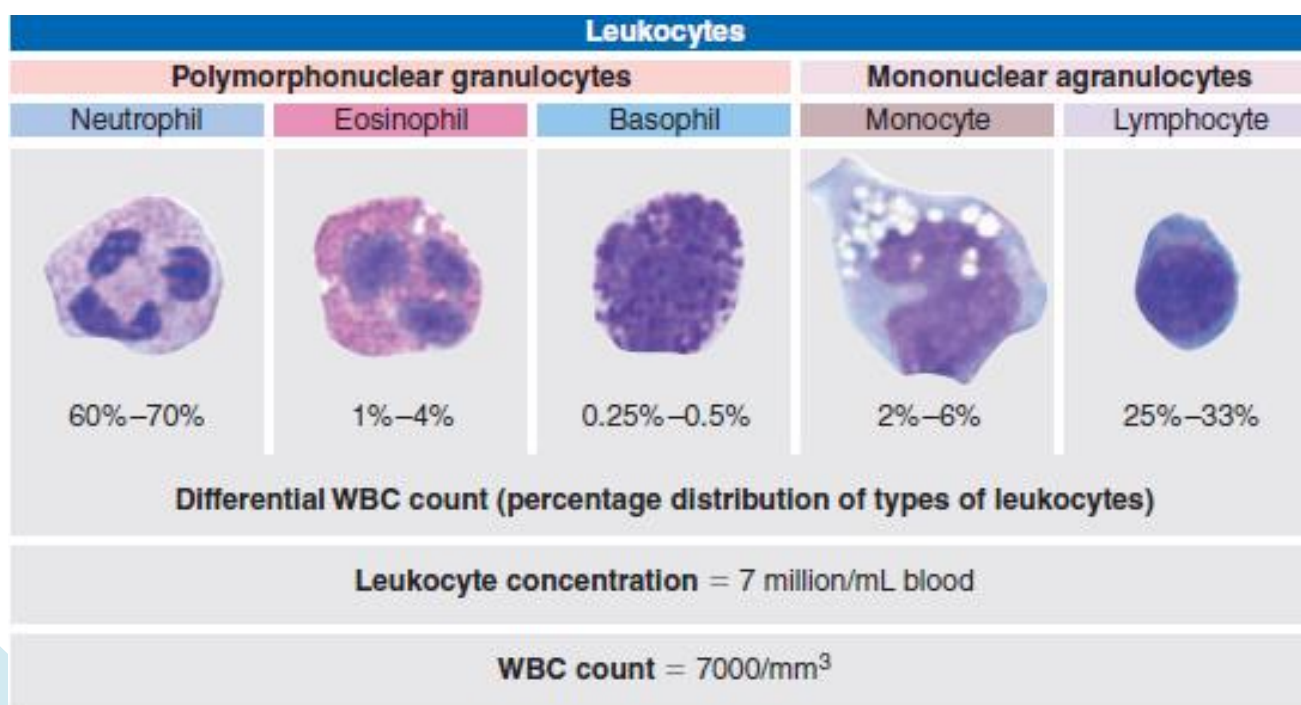 Leukocytes
Polymorphonuclear granulocytes
Mononuclear agranulocytes
Neutrophil
Eosinophil
Basophil
Monocyte
Lymphocyte
60%–70%
1%–4%
0.25%–0.5%
2%–6%
25%–33%
Differential WBC count (percentage distribution of types of leukocytes)
Leukocyte concentration = 7 million/mL blood
WBC count = 7000/mm³